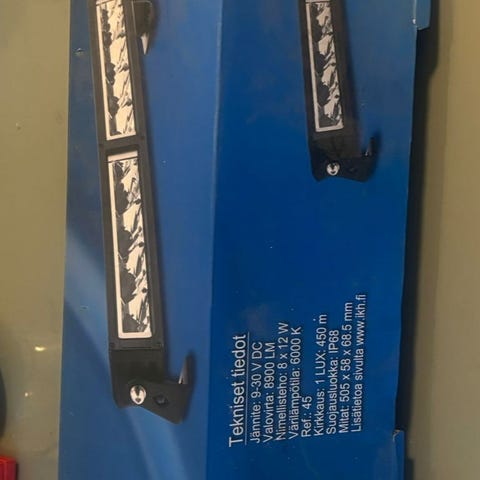 Tekniset tiedot
Jännite: 9-30 V DC
Valovirta: 8900 LM
Nimellisteho: 8 x 12 W
Värilämpötila: 6000 K
Ref.: 45
Kirkkaus: 1 LUX: 450 m
Suojausluokka: IP68
Mitat: 505 x 58 x 68.5 mm
Lisätietoa sivulta www.ikh.fi